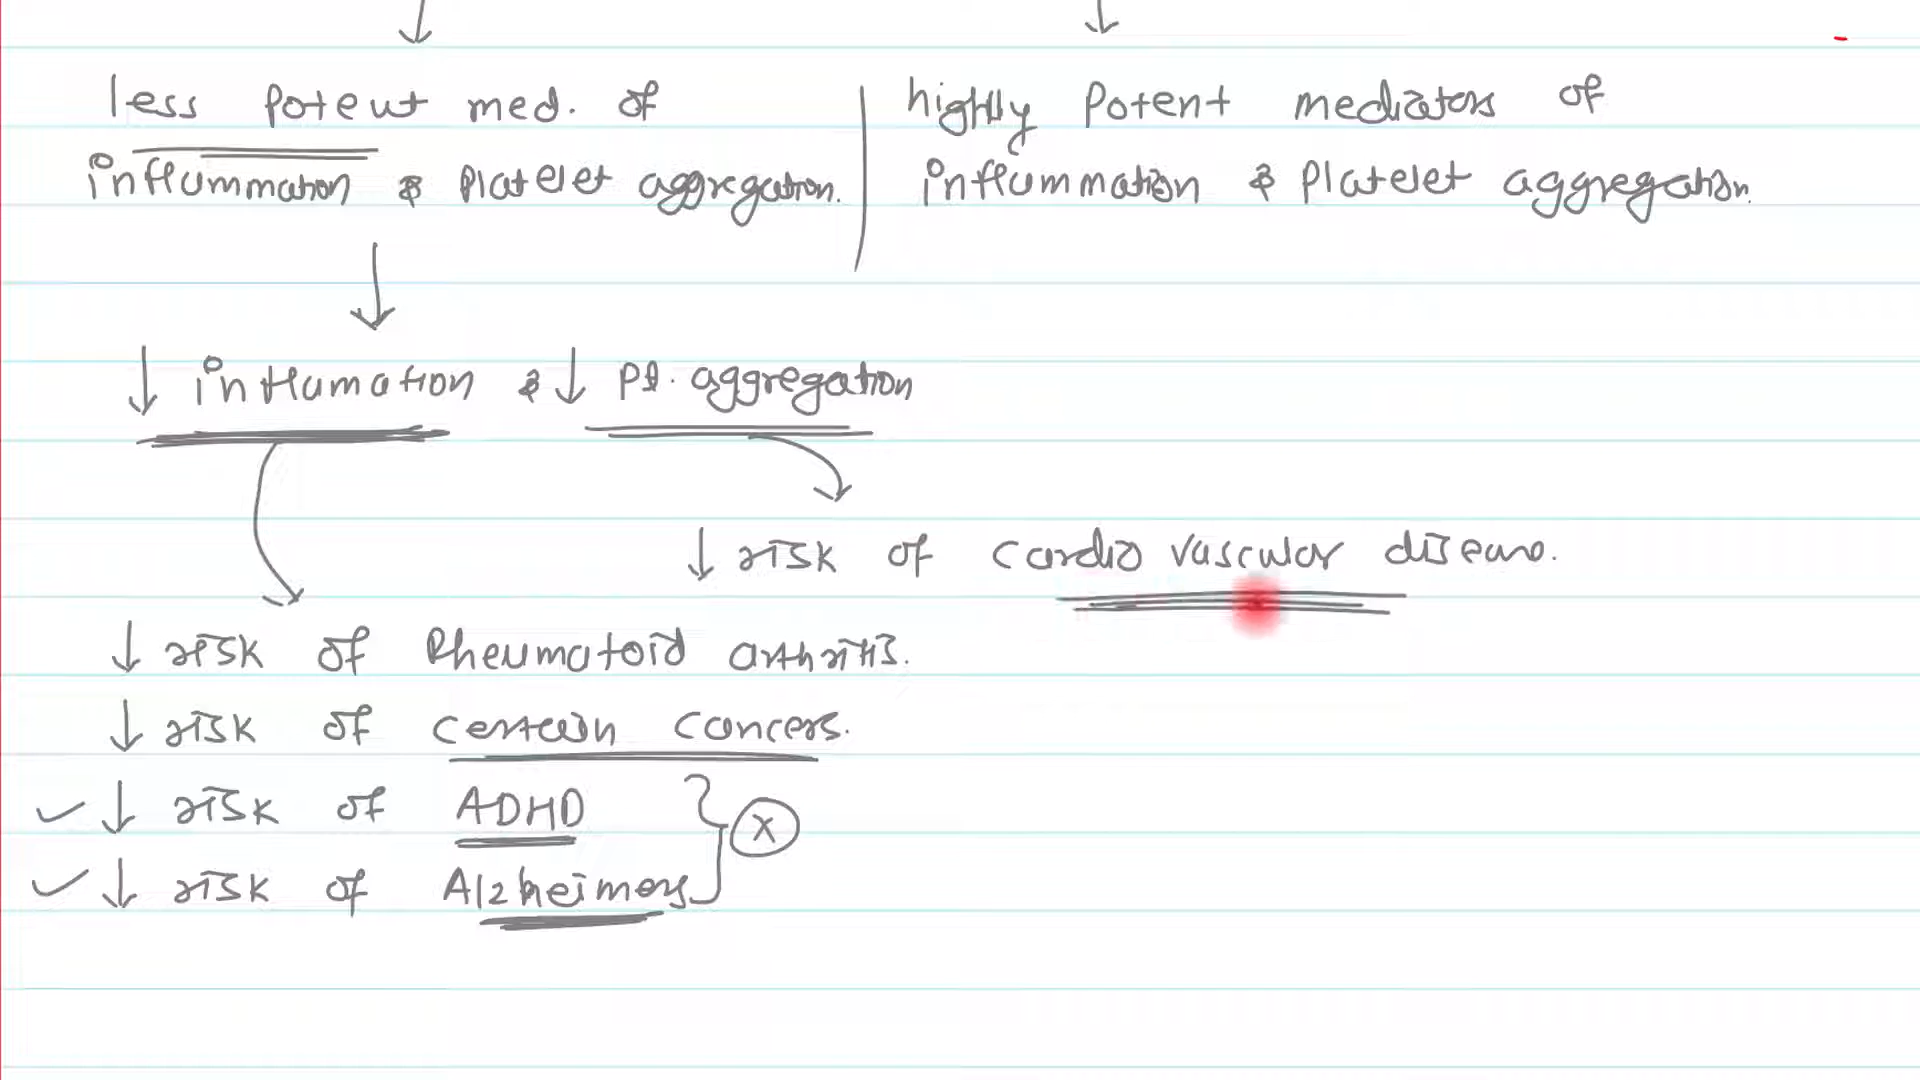 less potent med. of
inflammation & Platelet aggregation.
highly Potent mediators of
inflammation & Platelet aggregation.
↓ inflamation & ↓ Pl. aggregation
↓ risk of cardio vascular disease.
↓ risk of Rheumatoid arthritis.
↓ risk of certain cancers.
✓ ↓ risk of ADHD
✓ ↓ risk of Alzheimers
X